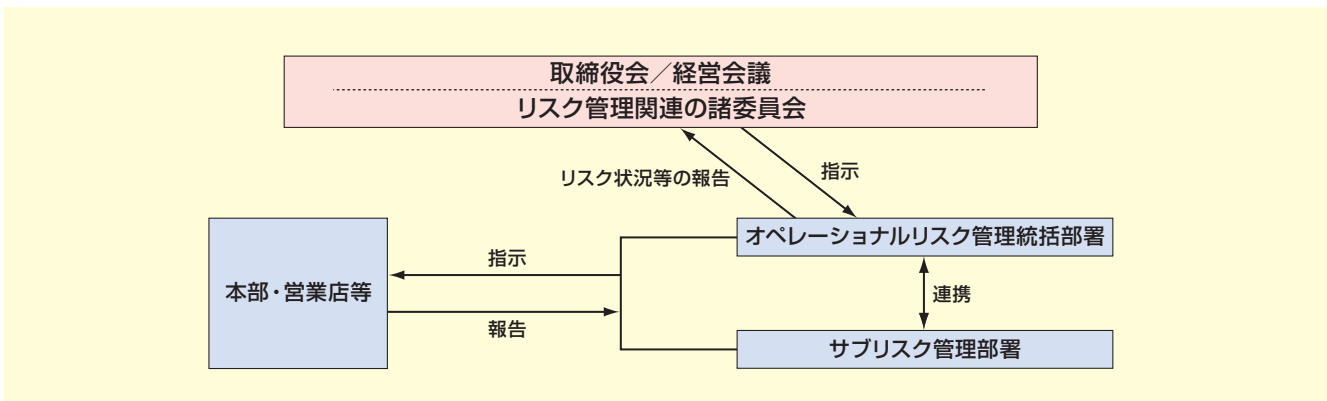 取締役会／経営会議
リスク管理関連の諸委員会
リスク状況等の報告
指示
オペレーショナルリスク管理統括部署
指示
本部・営業店等
連携
報告
サブリスク管理部署